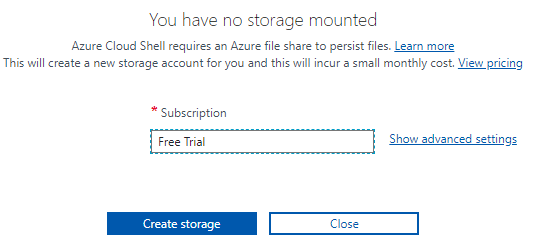 You have no storage mounted
Azure Cloud Shell requires an Azure file share to persist files. Learn more
This will create a new storage account for you and this will incur a small monthly cost. View pricing
* Subscription
Free Trial
Show advanced settings
Create storage
Close